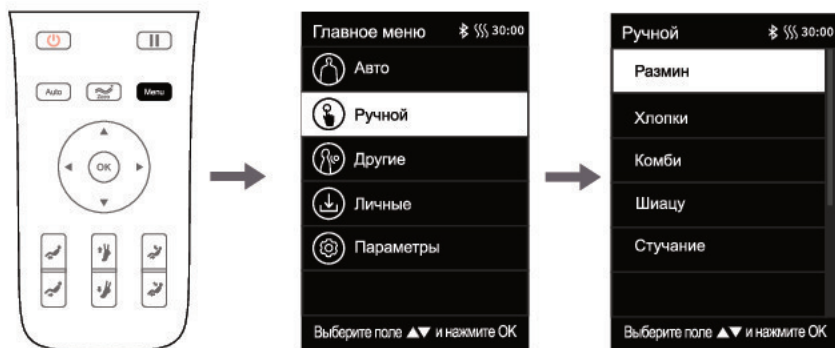 Auto
Zero
Menu
OK
Главное меню 30:00
Авто
Ручной
Другие
Личные
Параметры
Выберите поле ▲▼ и нажмите OK
Ручной 30:00
Размин
Хлопки
Комби
Шиацу
Стучание
Выберите поле ▲▼ и нажмите OK